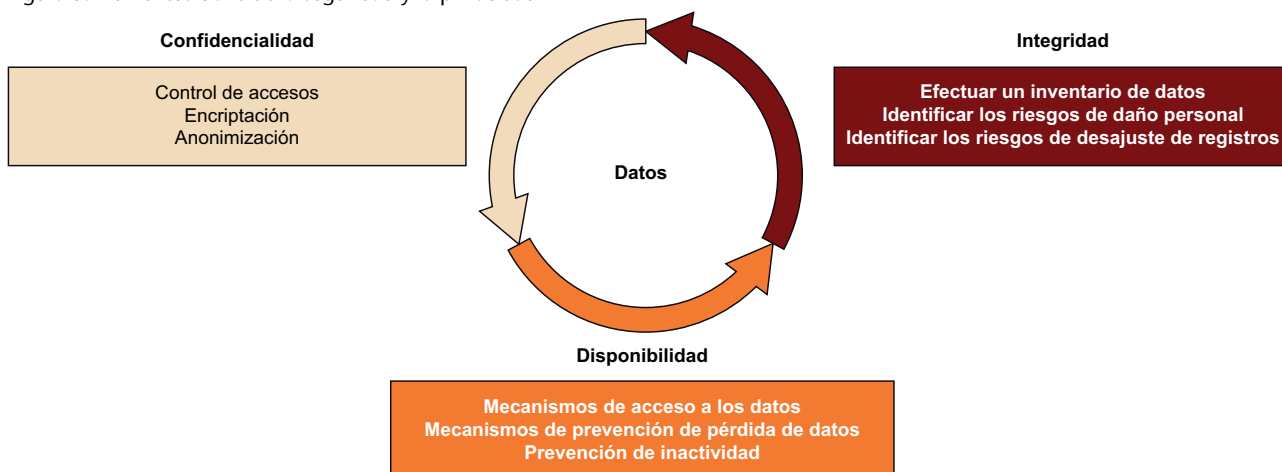 Confidencialidad
Control de accesos
Encriptación
Anonimización
Datos
Integridad
Efectuar un inventario de datos
Identificar los riesgos de daño personal
Identificar los riesgos de desajuste de registros
Disponibilidad
Mecanismos de acceso a los datos
Mecanismos de prevención de pérdida de datos
Prevención de inactividad